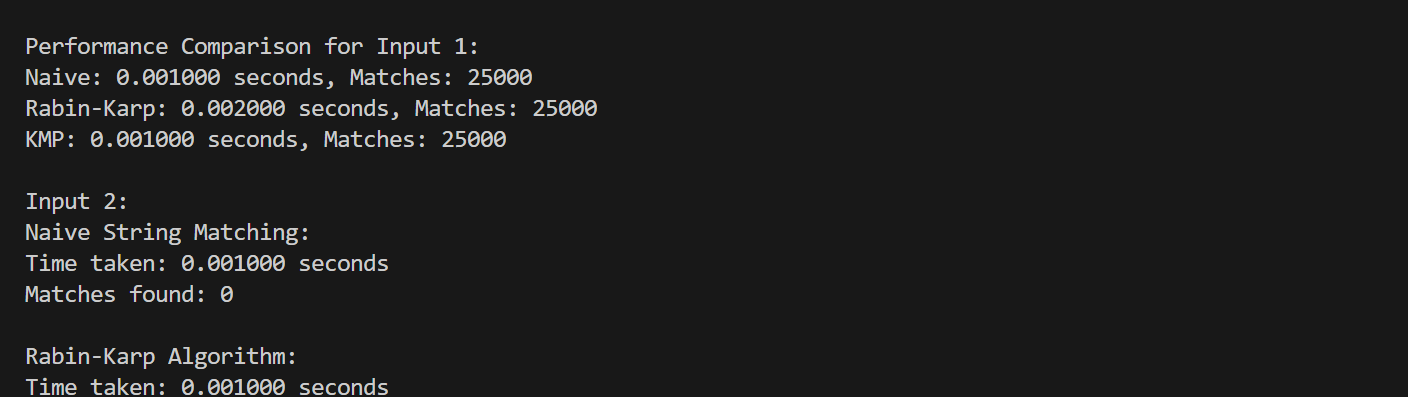 Performance Comparison for Input 1:
Naive: 0.001000 seconds, Matches: 25000
Rabin-Karp: 0.002000 seconds, Matches: 25000
KMP: 0.001000 seconds, Matches: 25000
Input 2:
Naive String Matching:
Time taken: 0.001000 seconds
Matches found: 0
Rabin-Karp Algorithm:
Time taken: 0.001000 seconds